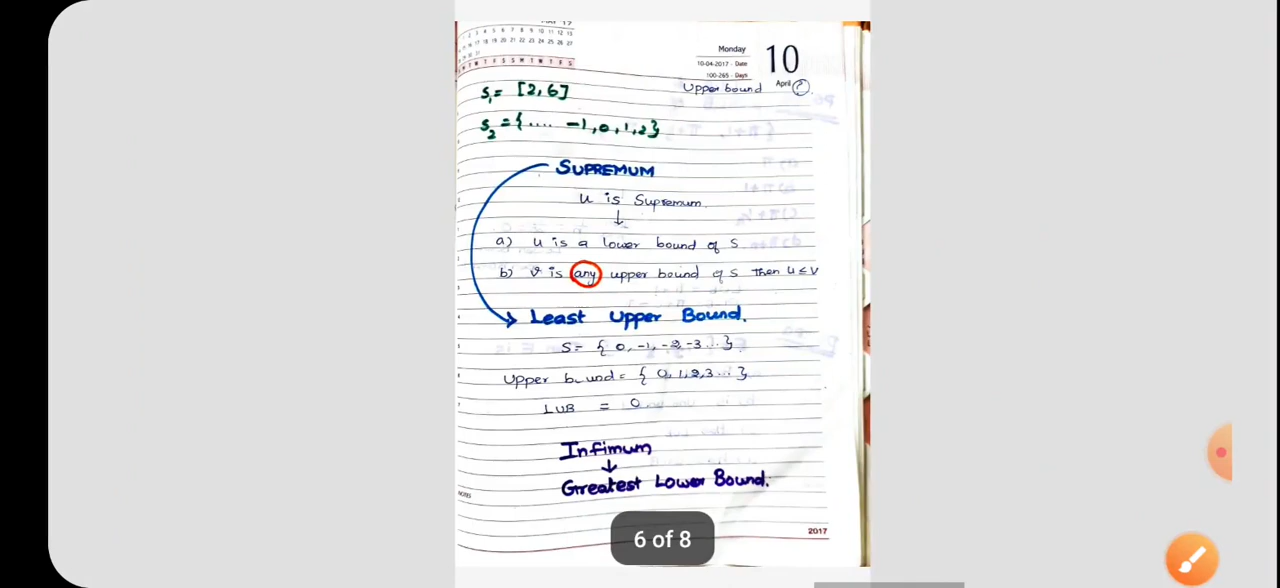 Monday
10-04-2017 - Date
100-265 - Days
10
April
Upper bound ?
S₁ = [2, 6]
S₂ = {.... -1, 0, 1, 2}
SUPREMUM
u is Supremum
↓
a) u is a lower bound of S
b) v is any upper bound of S then u ≤ v
Least Upper Bound.
S = { 0, -1, -2, -3 ... }
Upper bound = { 0, 1, 2, 3 ... }
LUB = 0
Infimum
↓
Greatest Lower Bound.
NOTES
2017
6 of 8